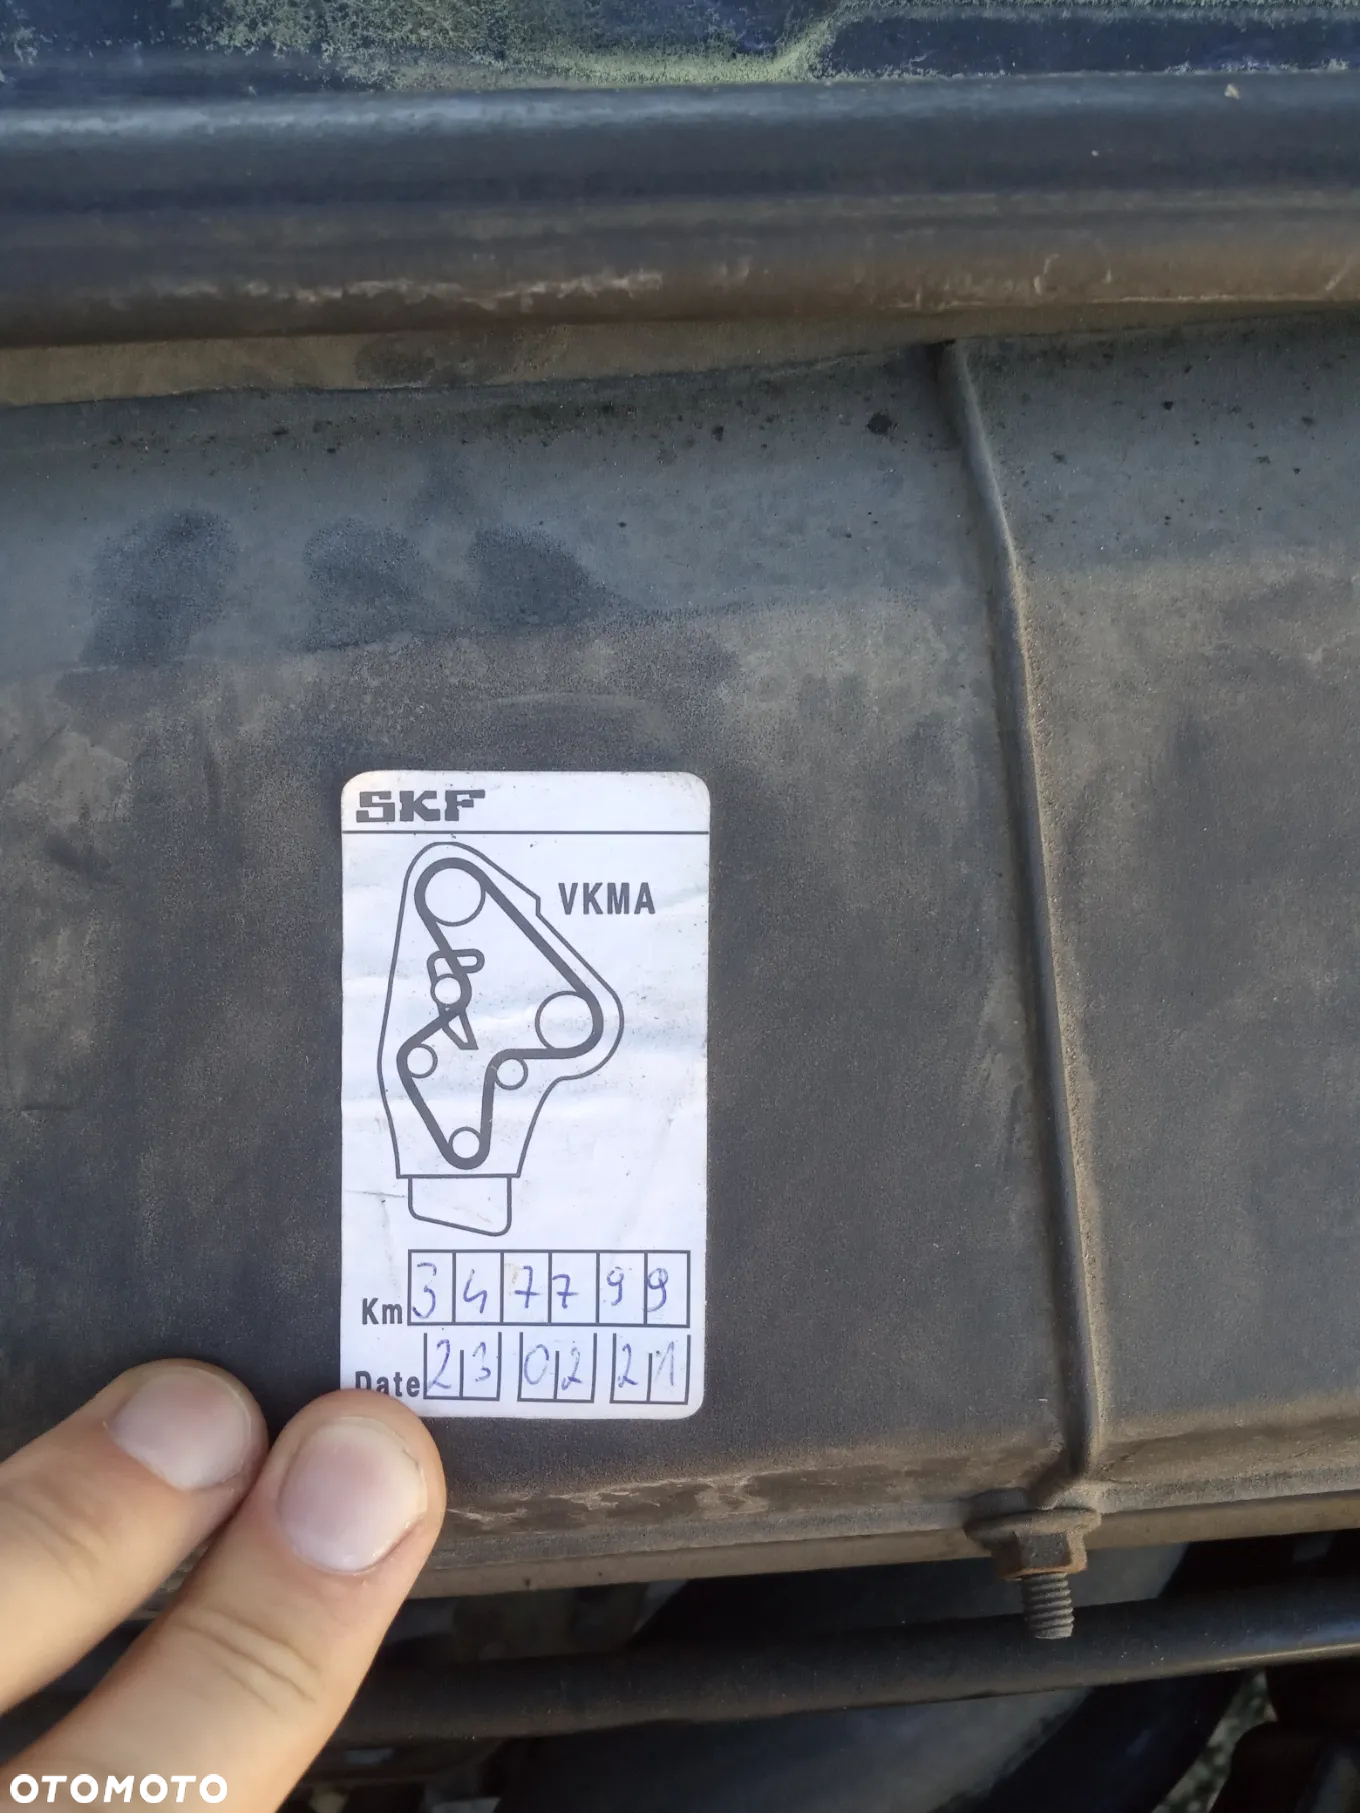 SKF
VKMA
Km 347799
Date 23 02 21
OTOMOTO